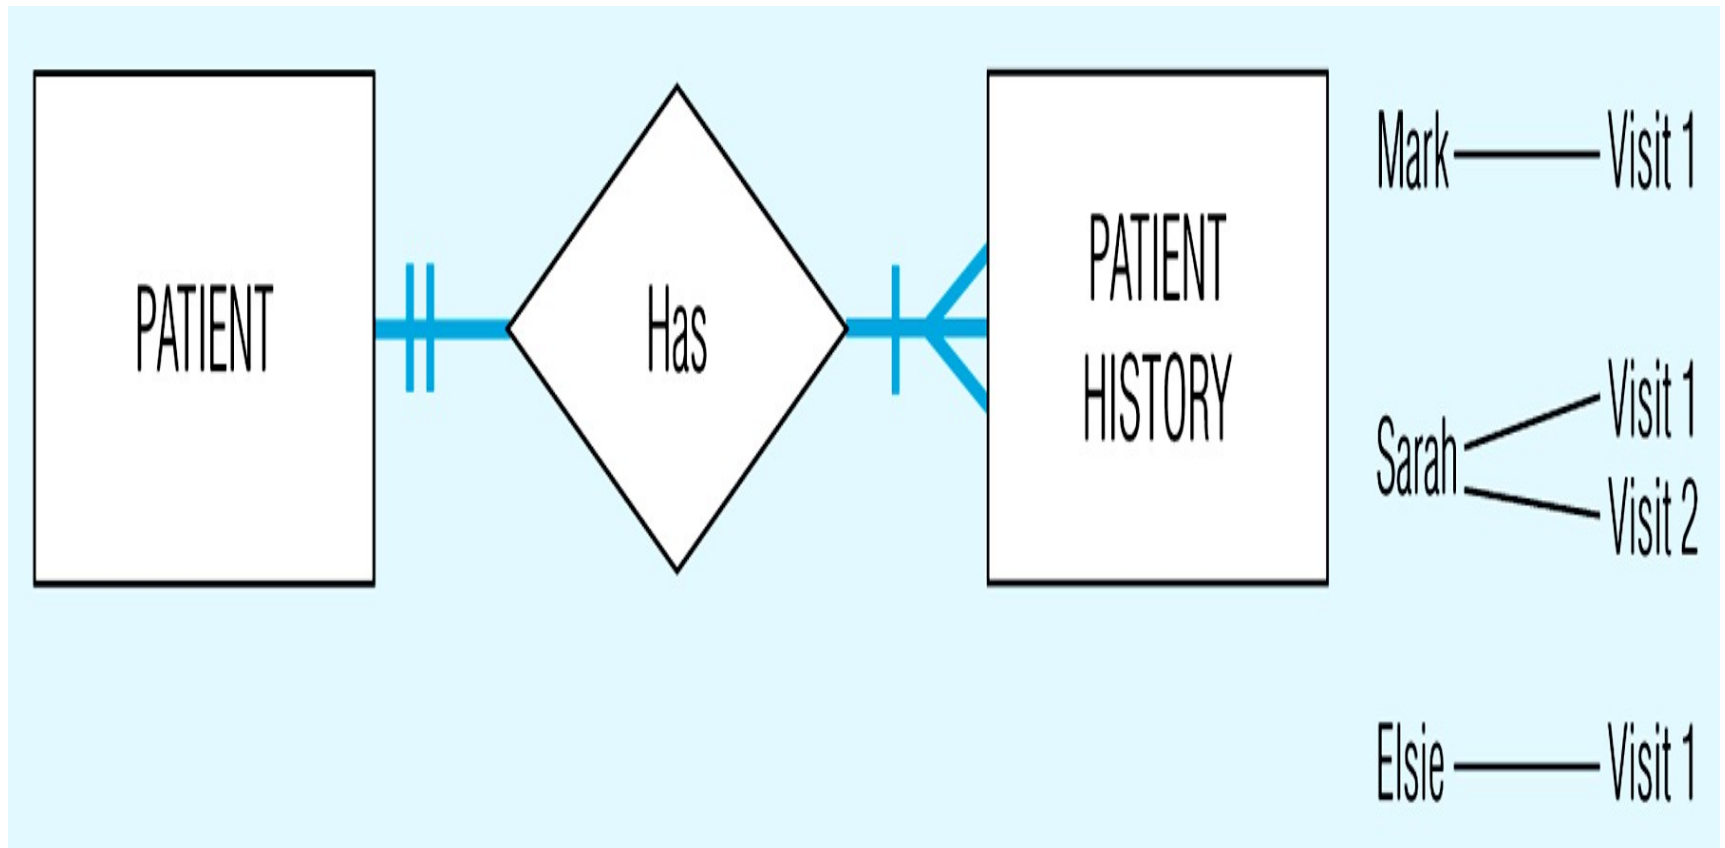 PATIENT
Has
PATIENT
HISTORY
Mark Visit 1
Sarah Visit 1
Visit 2
Elsie Visit 1